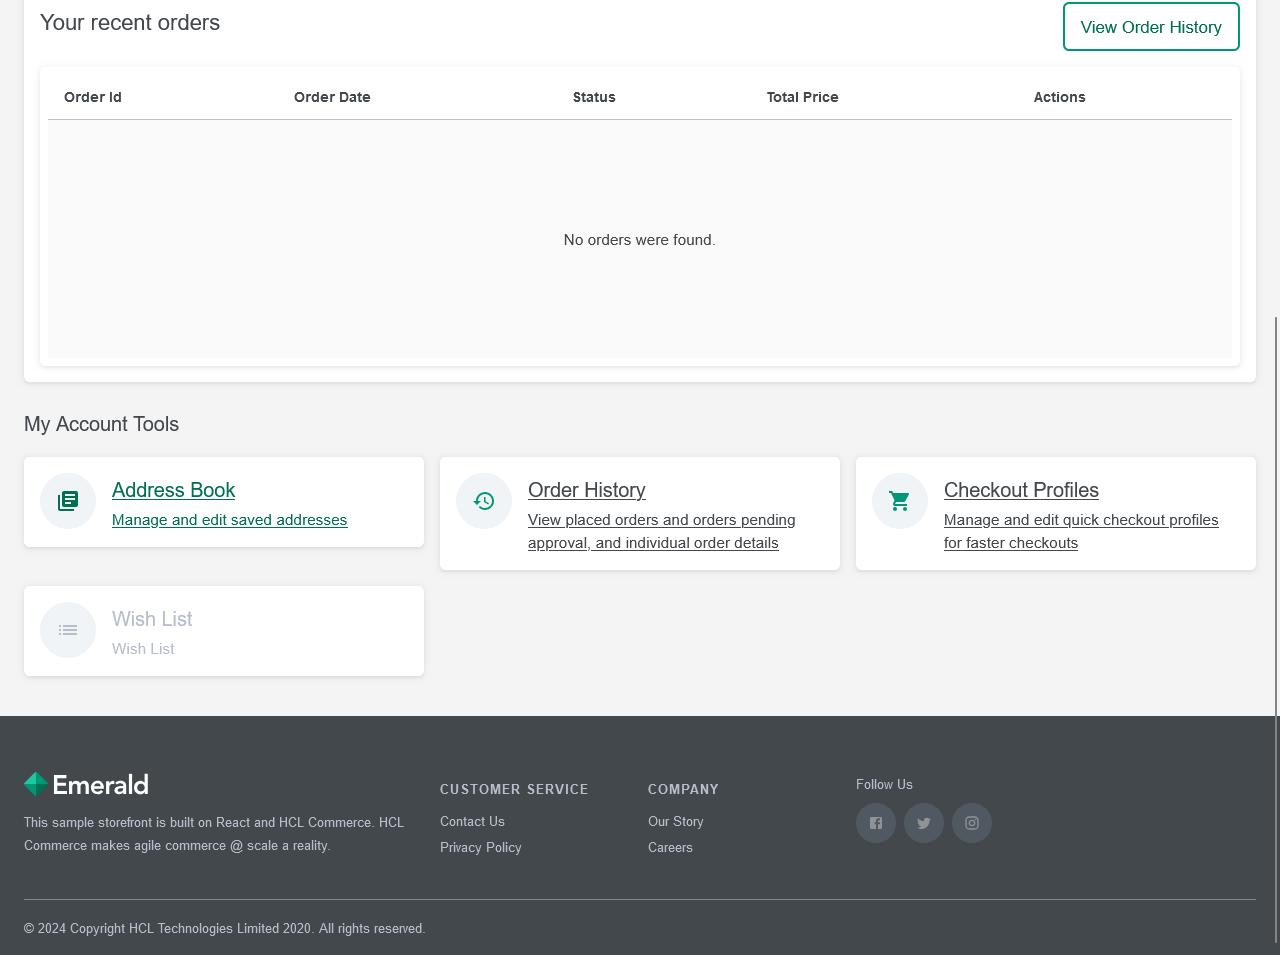 Your recent orders
View Order History
Order Id Order Date Status Total Price Actions
No orders were found.
My Account Tools
Address Book
Manage and edit saved addresses
Order History
View placed orders and orders pending
approval, and individual order details
Checkout Profiles
Manage and edit quick checkout profiles
for faster checkouts
Wish List
Wish List
Emerald
This sample storefront is built on React and HCL Commerce. HCL
Commerce makes agile commerce @ scale a reality.
CUSTOMER SERVICE
Contact Us
Privacy Policy
COMPANY
Our Story
Careers
Follow Us
© 2024 Copyright HCL Technologies Limited 2020. All rights reserved.